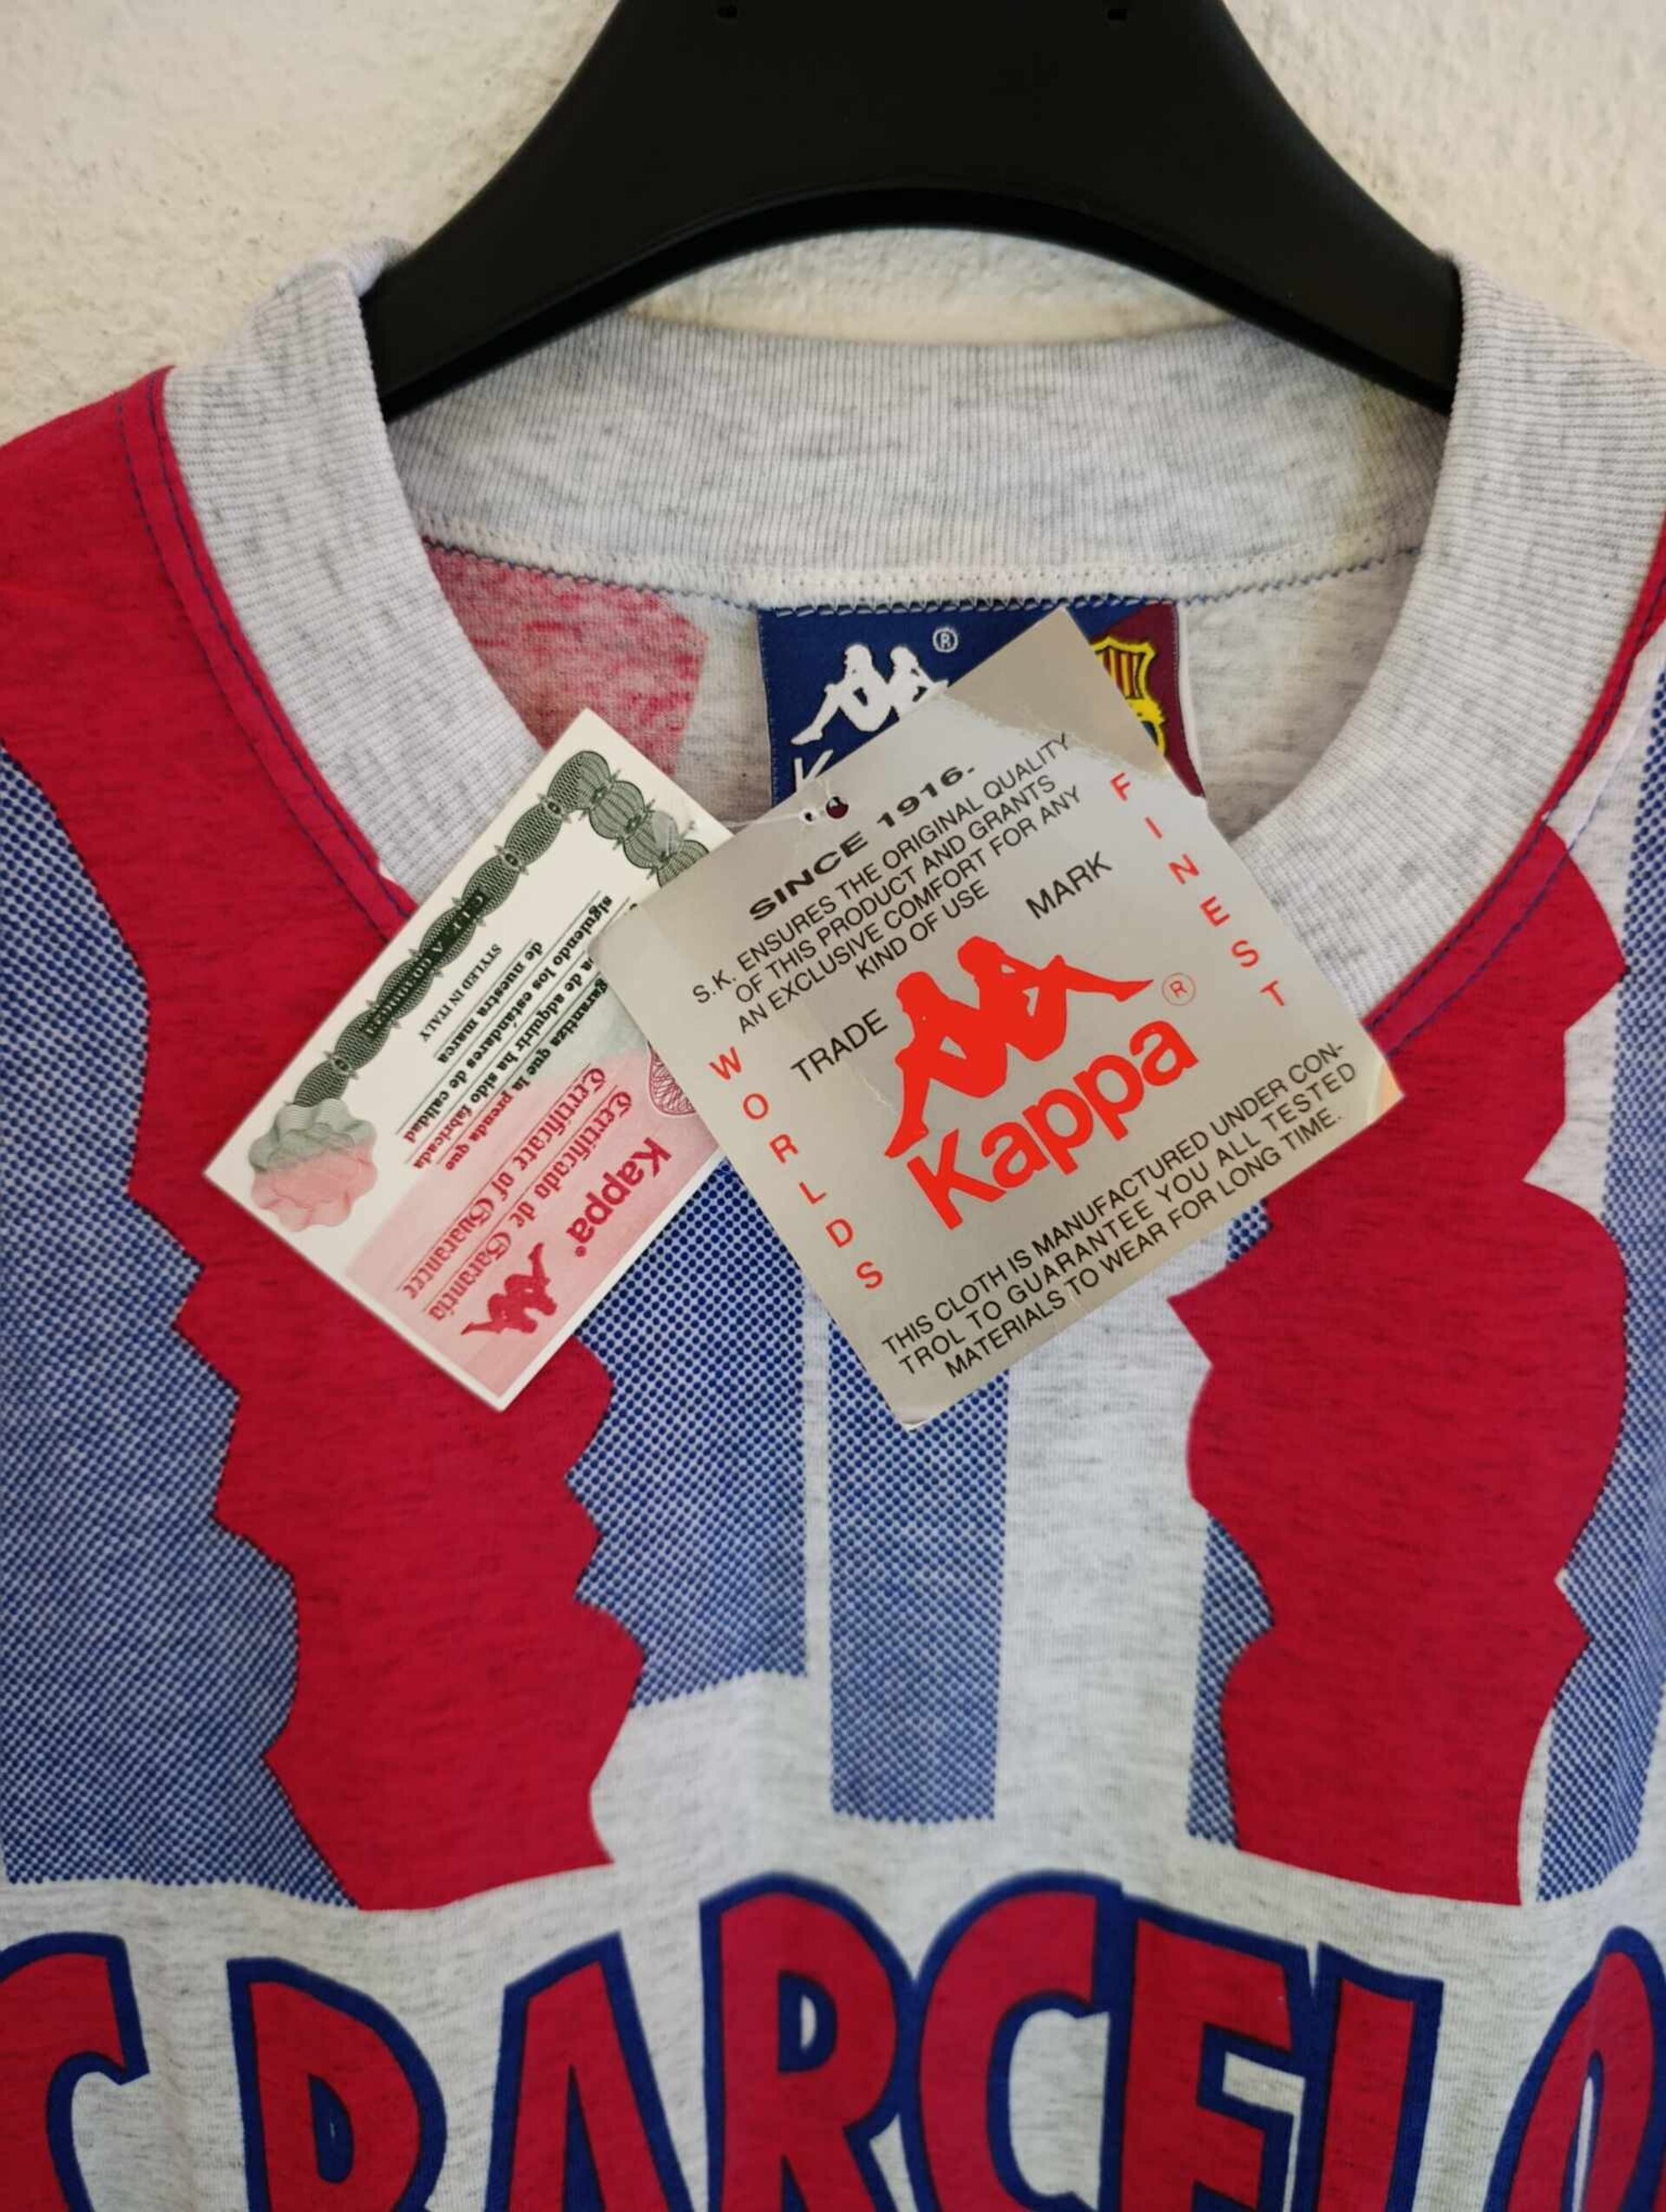 ®
K
SINCE 1916.
S.K. ENSURES THE ORIGINAL QUALITY
OF THIS PRODUCT AND GRANTS
AN EXCLUSIVE COMFORT FOR ANY
KIND OF USE
TRADE MARK
WORLDS
FINEST
®
Kappa
THIS CLOTH IS MANUFACTURED UNDER CON-
TROL TO GUARANTEE YOU ALL TESTED
MATERIALS TO WEAR FOR LONG TIME.
Kappa®
Certificado de Garantia
Certificate of Guarantee
garantiza que la prenda que
de adquirir ha sido fabricada
siguiendo los estándares de calidad
de nuestra marca
STYLED IN ITALY
C BARCELO